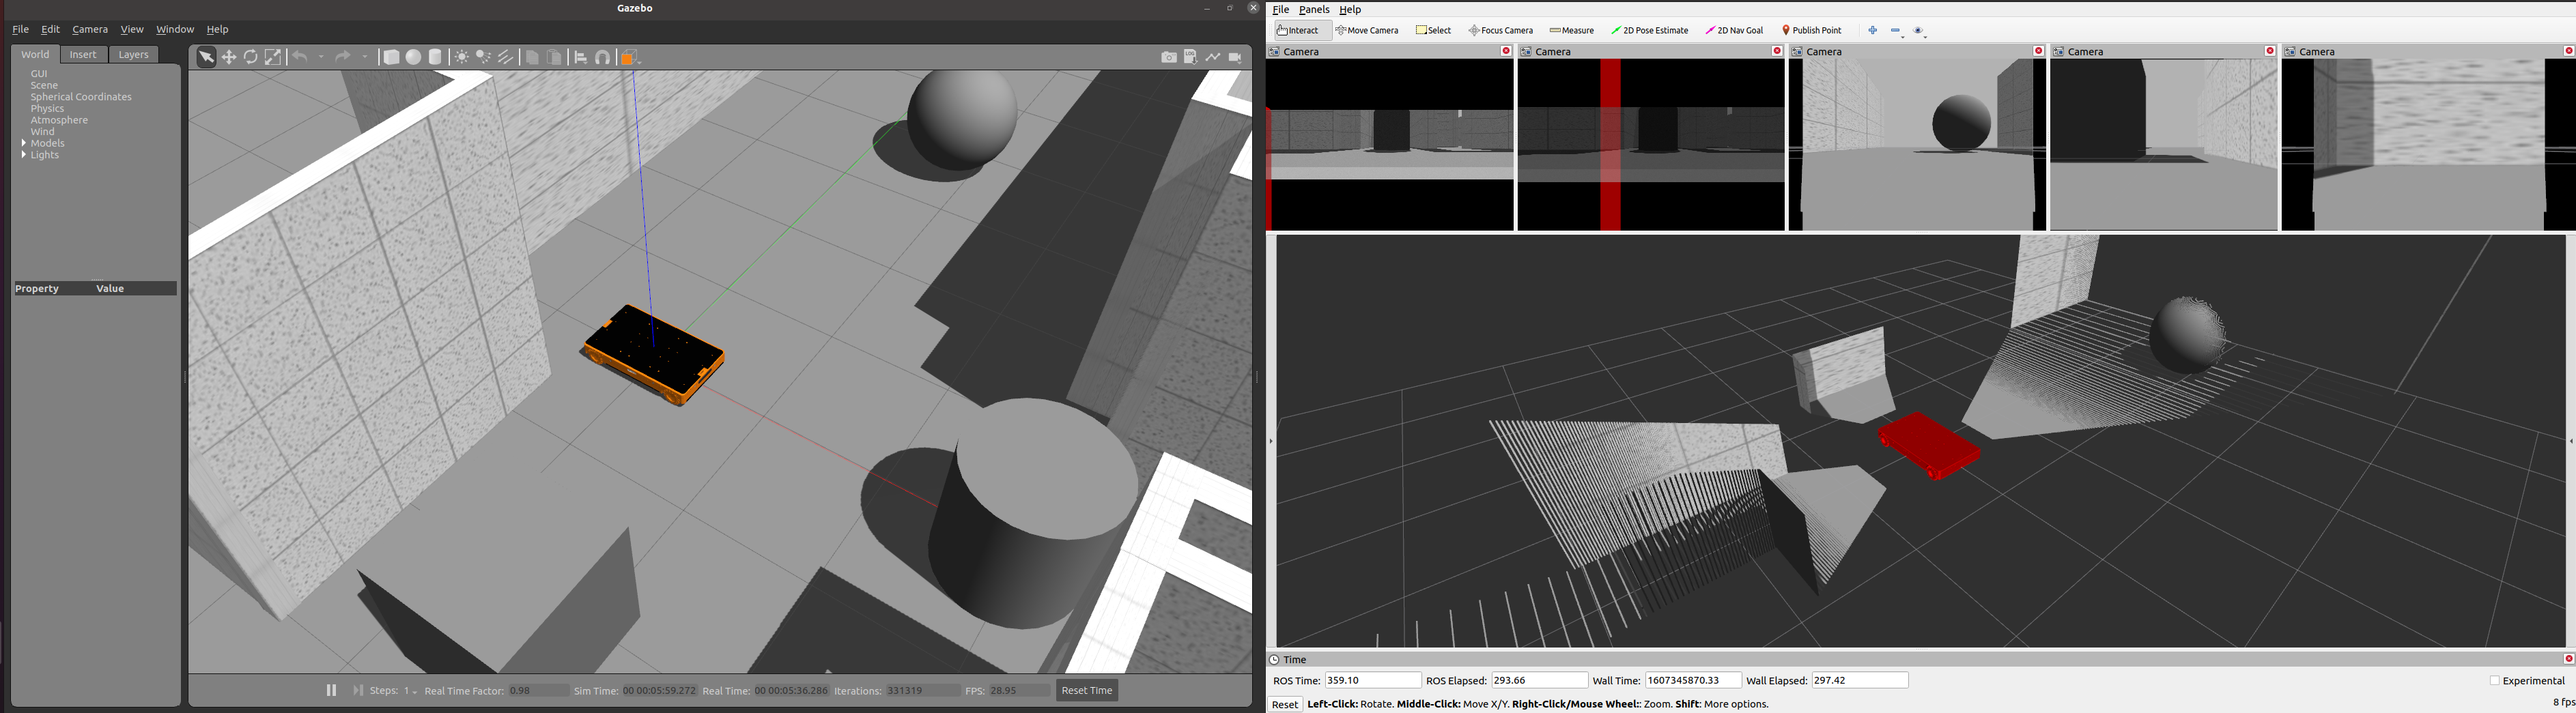 Gazebo
File Edit Camera View Window Help
World Insert Layers
GUI
Scene
Spherical Coordinates
Physics
Atmosphere
Wind
Models
Lights
Property Value
Steps: 1 Real Time Factor: 0.98 Sim Time: 00 00:05:59.272 Real Time: 00 00:05:36.286 Iterations: 331319 FPS: 28.95 Reset Time
File Panels Help
Interact Move Camera Select Focus Camera Measure 2D Pose Estimate 2D Nav Goal Publish Point
Camera Camera Camera Camera Camera
Time
ROS Time: 359.10 ROS Elapsed: 293.66 Wall Time: 1607345870.33 Wall Elapsed: 297.42 Experimental
Reset Left-Click: Rotate. Middle-Click: Move X/Y. Right-Click/Mouse Wheel:: Zoom. Shift: More options. 8 fps